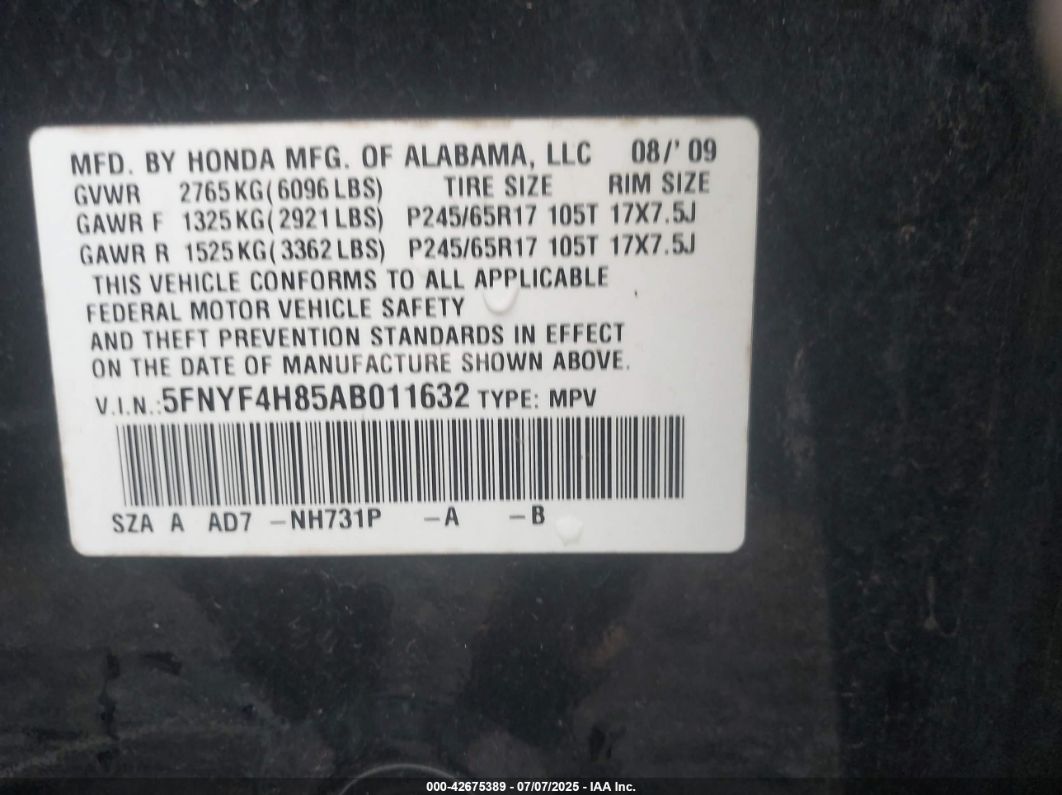 MFD. BY HONDA MFG. OF ALABAMA, LLC 08/' 09
GVWR 2765KG(6096LBS) TIRE SIZE RIM SIZE
GAWR F 1325KG(2921LBS) P245/65R17 105T 17X7.5J
GAWR R 1525KG(3362LBS) P245/65R17 105T 17X7.5J
THIS VEHICLE CONFORMS TO ALL APPLICABLE
FEDERAL MOTOR VEHICLE SAFETY
AND THEFT PREVENTION STANDARDS IN EFFECT
ON THE DATE OF MANUFACTURE SHOWN ABOVE.
V.I.N.:5FNYF4H85AB011632 TYPE: MPV
SZA A AD7 -NH731P -A -B
000-42675389 - 07/07/2025 - IAA Inc.